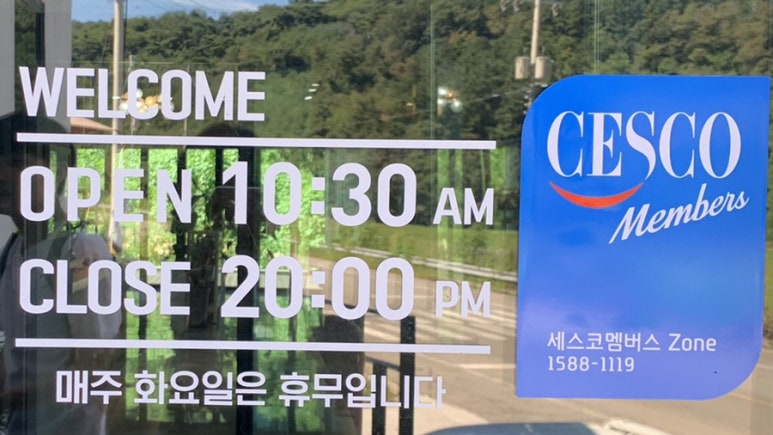 WELCOME
OPEN 10:30 AM
CLOSE 20:00 PM
매주 화요일은 휴무입니다
CESCO
Members
세스코멤버스 Zone
1588-1119